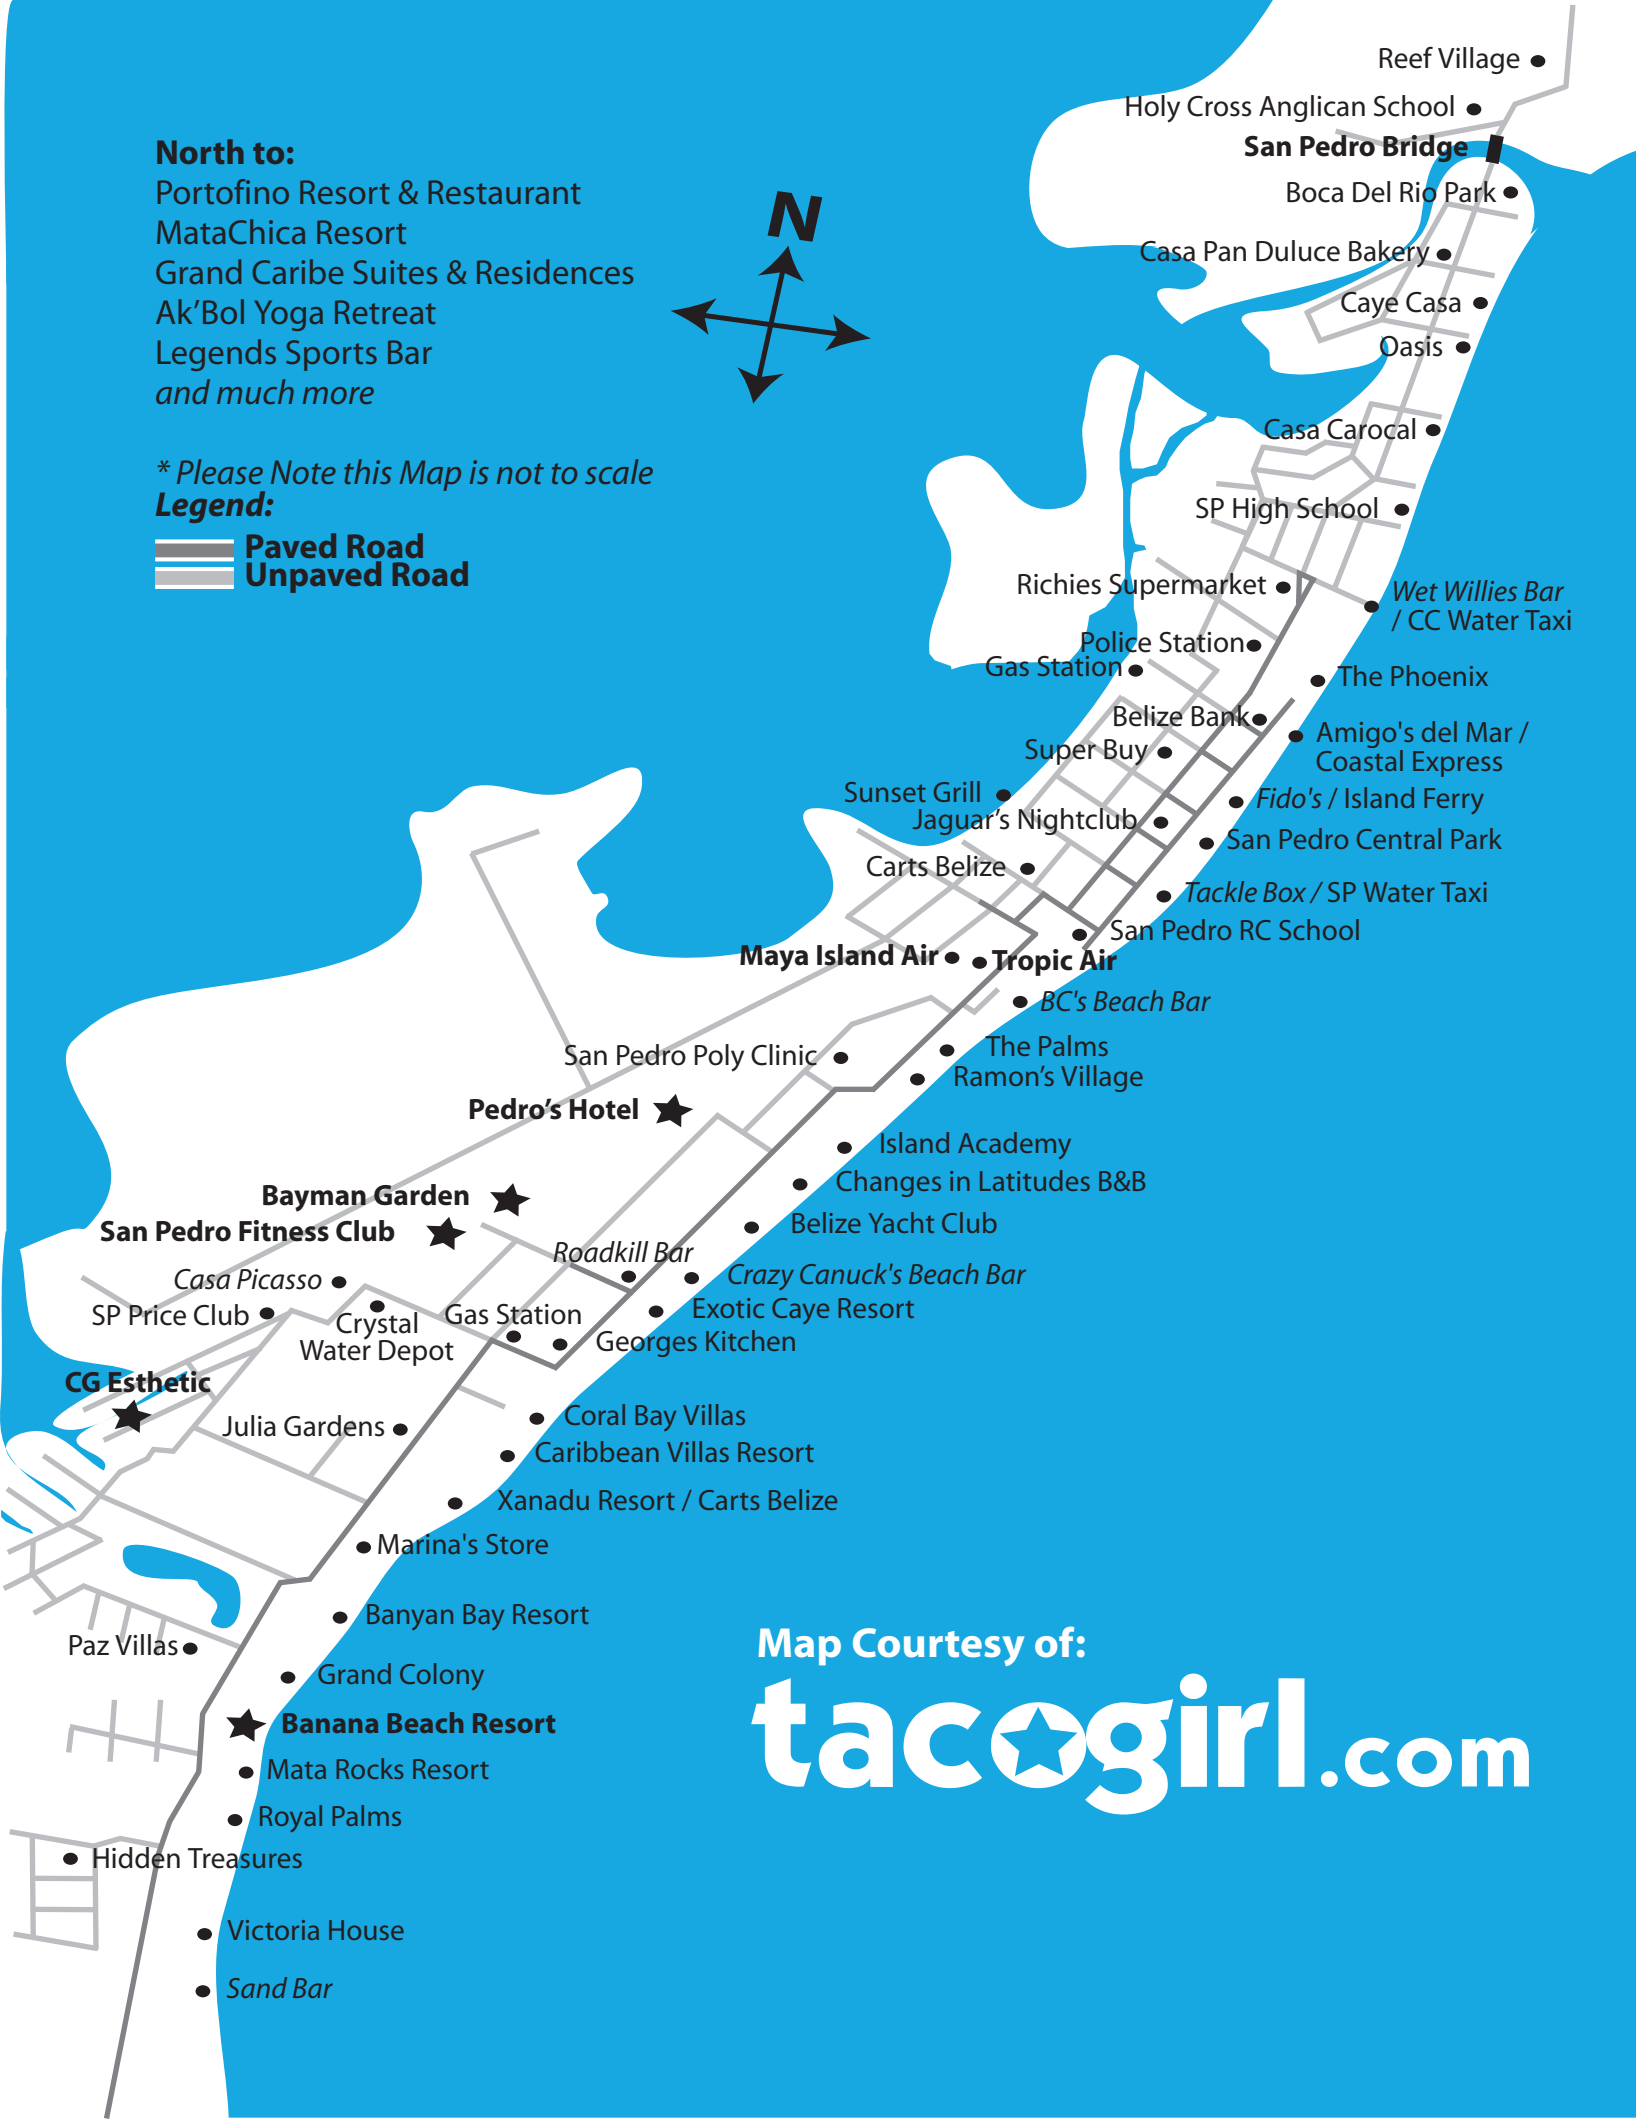 Reef Village
Holy Cross Anglican School
San Pedro Bridge
Boca Del Rio Park
Casa Pan Duluce Bakery
Caye Casa
Oasis
Casa Carocal
SP High School
North to:
Portofino Resort & Restaurant
MataChica Resort
Grand Caribe Suites & Residences
Ak’Bol Yoga Retreat
Legends Sports Bar
and much more
* Please Note this Map is not to scale
Legend:
Paved Road
Unpaved Road
N
Richies Supermarket
Wet Willies Bar
/ CC Water Taxi
Police Station
Gas Station
The Phoenix
Belize Bank
Super Buy
Amigo's del Mar /
Coastal Express
Sunset Grill
Fido's / Island Ferry
Jaguar’s Nightclub
San Pedro Central Park
Carts Belize
Tackle Box / SP Water Taxi
San Pedro RC School
Maya Island Air
Tropic Air
BC's Beach Bar
San Pedro Poly Clinic
The Palms
Ramon’s Village
Pedro’s Hotel
Island Academy
Changes in Latitudes B&B
Bayman Garden
San Pedro Fitness Club
Belize Yacht Club
Roadkill Bar
Casa Picasso
Crazy Canuck's Beach Bar
SP Price Club
Crystal
Water Depot
Gas Station
Exotic Caye Resort
Georges Kitchen
CG Esthetic
Julia Gardens
Coral Bay Villas
Caribbean Villas Resort
Xanadu Resort / Carts Belize
Marina's Store
Banyan Bay Resort
Paz Villas
Grand Colony
Banana Beach Resort
Mata Rocks Resort
Royal Palms
Hidden Treasures
Victoria House
Sand Bar
Map Courtesy of:
tacogirl.com